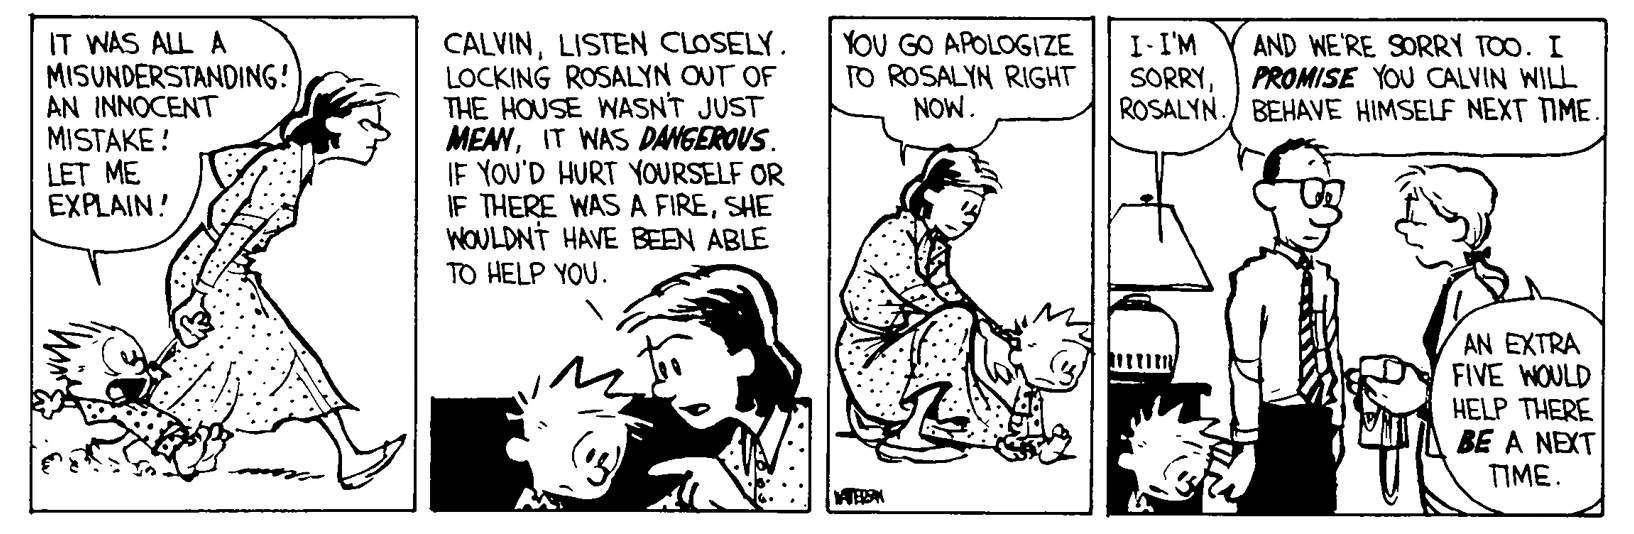 IT WAS ALL A
MISUNDERSTANDING!
AN INNOCENT
MISTAKE!
LET ME
EXPLAIN!
CALVIN, LISTEN CLOSELY.
LOCKING ROSALYN OUT OF
THE HOUSE WASN'T JUST
MEAN, IT WAS DANGEROUS.
IF YOU'D HURT YOURSELF OR
IF THERE WAS A FIRE, SHE
WOULDN'T HAVE BEEN ABLE
TO HELP YOU.
YOU GO APOLOGIZE
TO ROSALYN RIGHT
NOW.
WATTERSON
I-I'M
SORRY,
ROSALYN.
AND WE'RE SORRY TOO. I
PROMISE YOU CALVIN WILL
BEHAVE HIMSELF NEXT TIME.
AN EXTRA
FIVE WOULD
HELP THERE
BE A NEXT
TIME.